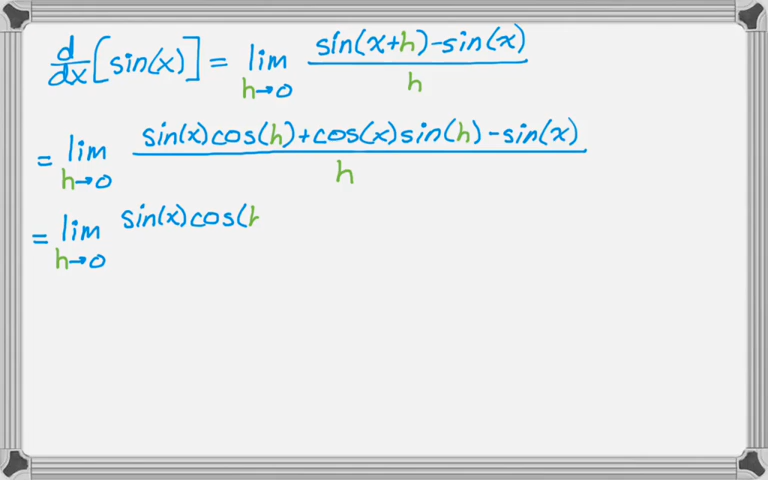 d/dx [sin(x)] = lim h→0 (sin(x+h)-sin(x))/h
= lim h→0 (sin(x)cos(h)+cos(x)sin(h)-sin(x))/h
= lim h→0 sin(x)cos(h